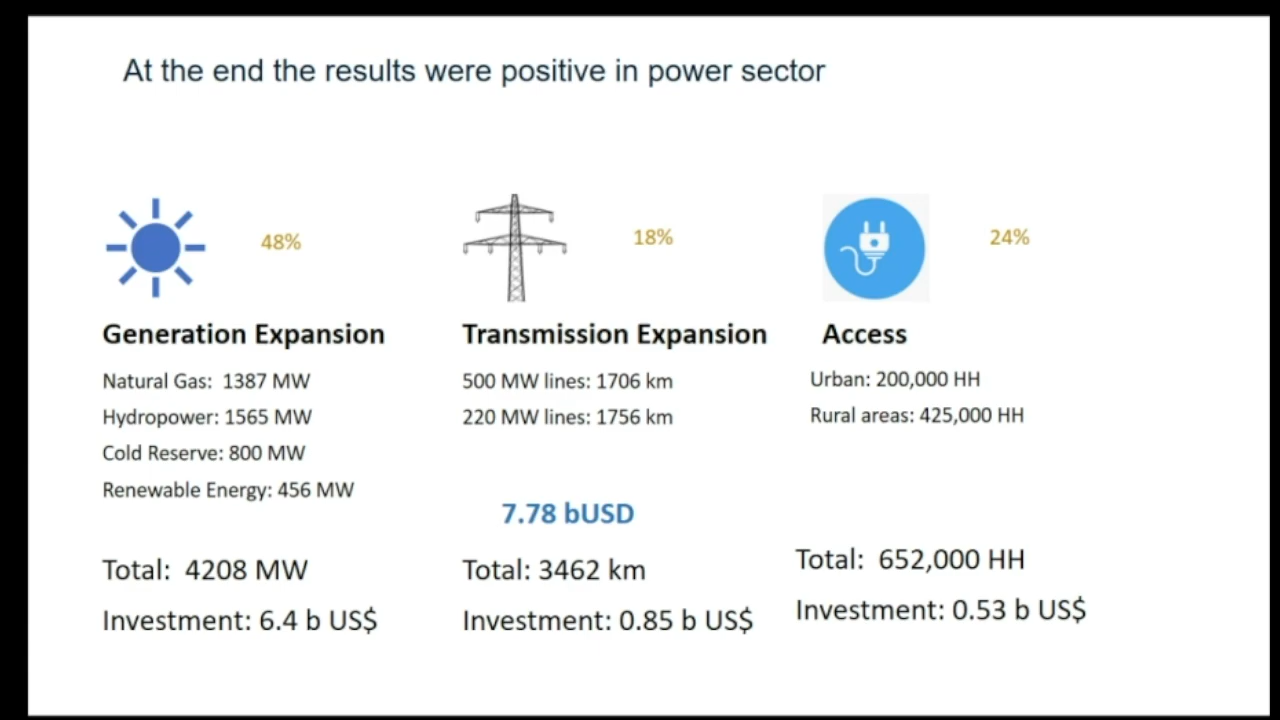 At the end the results were positive in power sector
48%
Generation Expansion
Natural Gas: 1387 MW
Hydropower: 1565 MW
Cold Reserve: 800 MW
Renewable Energy: 456 MW
Total: 4208 MW
Investment: 6.4 b US$
18%
Transmission Expansion
500 MW lines: 1706 km
220 MW lines: 1756 km
7.78 bUSD
Total: 3462 km
Investment: 0.85 b US$
24%
Access
Urban: 200,000 HH
Rural areas: 425,000 HH
Total: 652,000 HH
Investment: 0.53 b US$